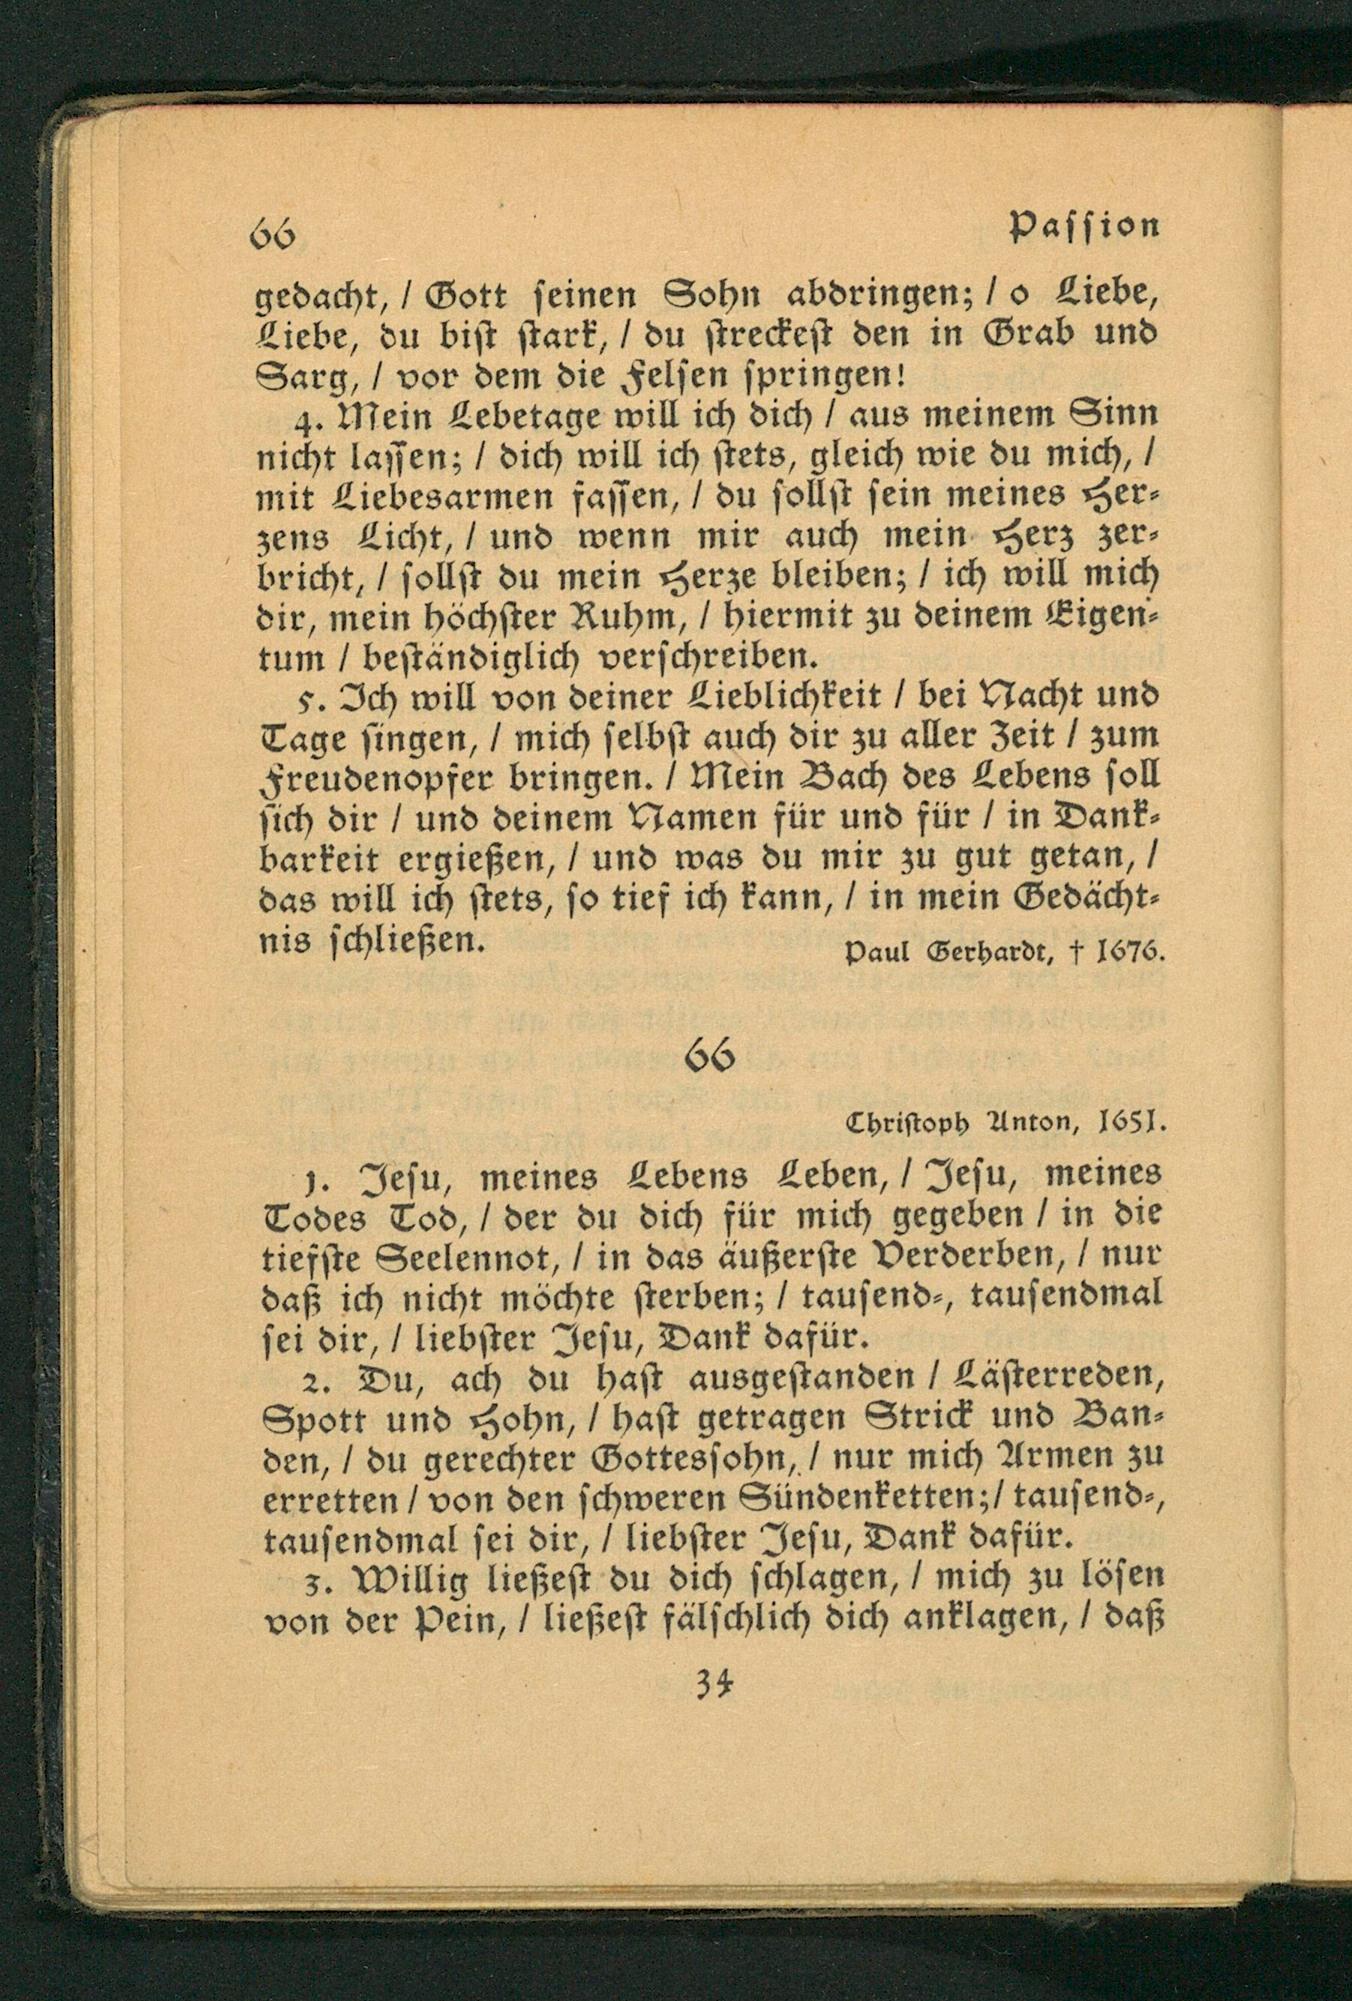 66 Passion
gedacht, / Gott seinen Sohn abdringen; / o Liebe,
Liebe, du bist stark, / du streckest den in Grab und
Sarg, / vor dem die Felsen springen!
4. Mein Lebetage will ich dich / aus meinem Sinn
nicht lassen; / dich will ich stets, gleich wie du mich, /
mit Liebesarmen fassen, / du sollst sein meines Her-
zens Licht, / und wenn mir auch mein Herz zer-
bricht, / sollst du mein Herze bleiben; / ich will mich
dir, mein höchster Ruhm, / hiermit zu deinem Eigen-
tum / beständiglich verschreiben.
5. Ich will von deiner Lieblichkeit / bei Nacht und
Tage singen, / mich selbst auch dir zu aller Zeit / zum
Freudenopfer bringen. / Mein Bach des Lebens soll
sich dir / und deinem Namen für und für / in Dank-
barkeit ergießen, / und was du mir zu gut getan, /
das will ich stets, so tief ich kann, / in mein Gedächt-
nis schließen. Paul Gerhardt, † 1676.
66
Christoph Anton, 1651.
1. Jesu, meines Lebens Leben, / Jesu, meines
Todes Tod, / der du dich für mich gegeben / in die
tiefste Seelennot, / in das äußerste Verderben, / nur
daß ich nicht möchte sterben; / tausend-, tausendmal
sei dir, / liebster Jesu, Dank dafür.
2. Du, ach du hast ausgestanden / Lästerreden,
Spott und Hohn, / hast getragen Strick und Ban-
den, / du gerechter Gottessohn, / nur mich Armen zu
erretten / von den schweren Sündenketten; / tausend-,
tausendmal sei dir, / liebster Jesu, Dank dafür.
3. Willig ließest du dich schlagen, / mich zu lösen
von der Pein, / ließest fälschlich dich anklagen, / daß
34